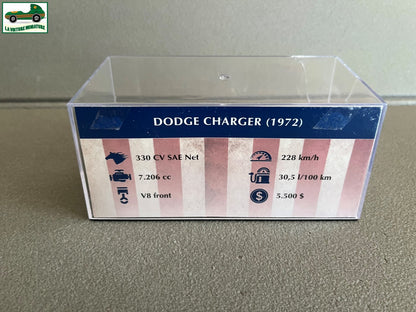 LA VOITURE MINIATURE
DODGE CHARGER (1972)
330 CV SAE Net
228 km/h
7.206 cc
30,5 l/100 km
V8 front
$
5.500 $